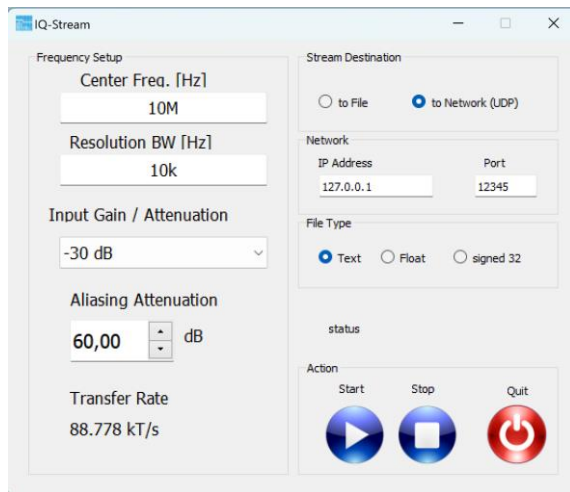 IQ-Stream
Frequency Setup
Center Freq. [Hz]
10M
Resolution BW [Hz]
10k
Input Gain / Attenuation
-30 dB
Aliasing Attenuation
60,00 dB
Transfer Rate
88.778 kT/s
Stream Destination
to File to Network (UDP)
Network
IP Address Port
127.0.0.1 12345
File Type
Text Float signed 32
status
Action
Start Stop Quit